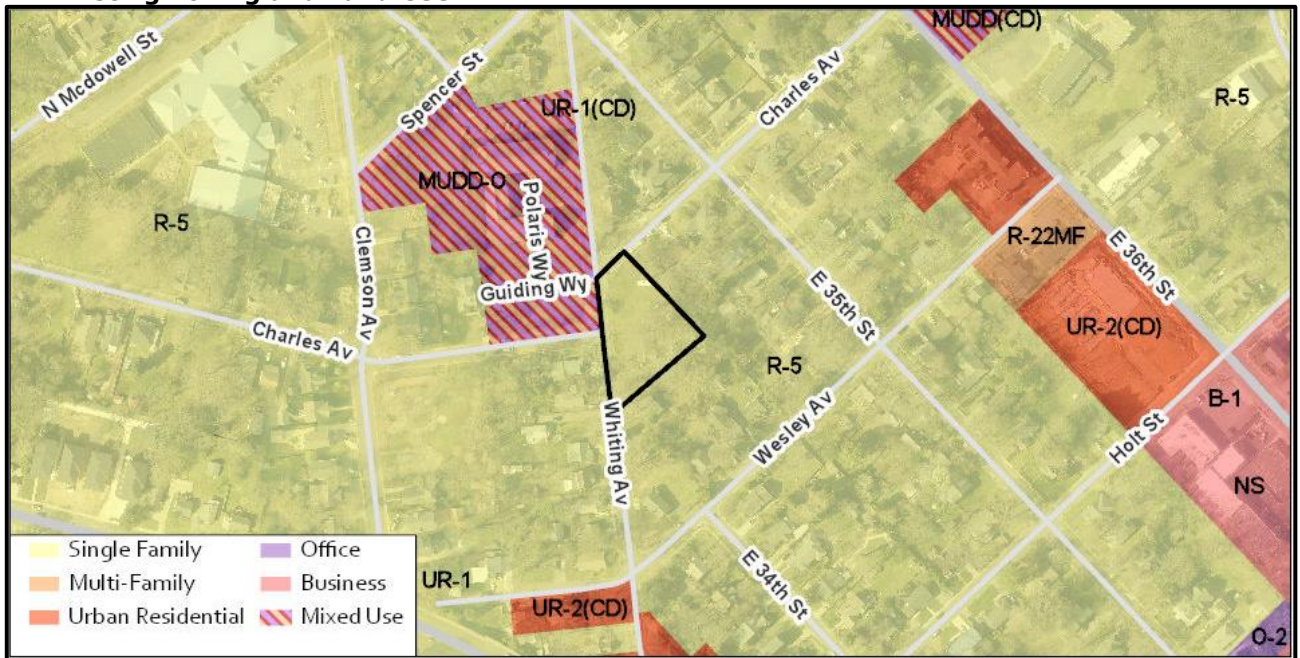 MUDD(CD)
N Mcdowell St
Spencer St
Charles Av
R-5
UR-1(CD)
MUDD-O
Polaris Wy
R-5
R-22MF
E 36th St
Clemson Av
Guiding Wy
E 35th St
Charles Av
UR-2(CD)
R-5
B-1
Whiting Av
Wesley Av
Holt St
NS
Single Family
Office
Multi-Family
Business
Urban Residential
Mixed Use
UR-1
UR-2(CD)
E 34th St
O-2